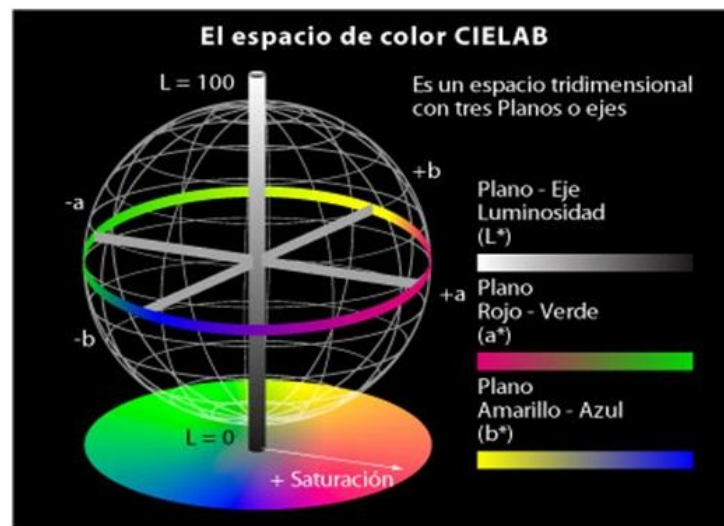 El espacio de color CIELAB
L = 100
Es un espacio tridimensional
con tres Planos o ejes
+b
-a
Plano - Eje
Luminosidad
(L*)
Plano
Rojo - Verde
(a*)
+a
-b
Plano
Amarillo - Azul
(b*)
L = 0
+ Saturación